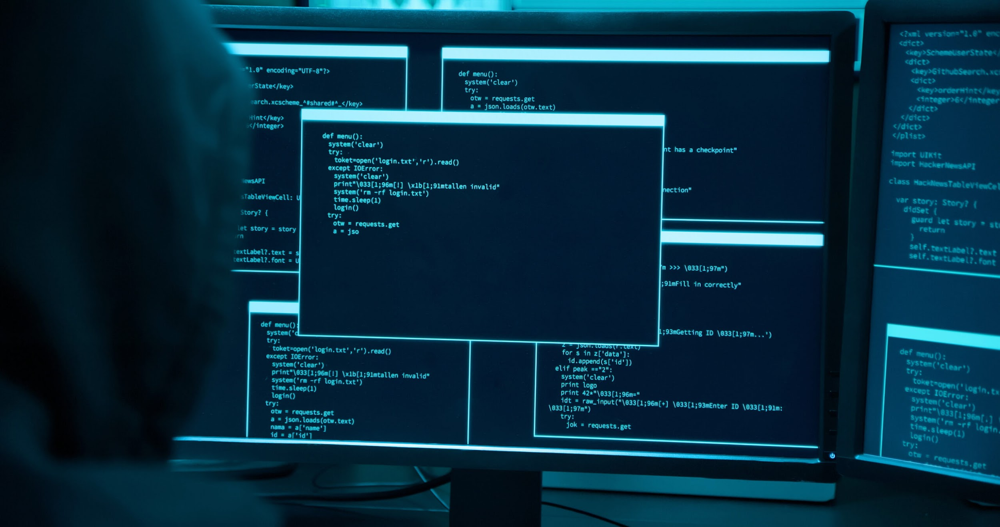 ="1.0" encoding="UTF-8"?>
erState</key>
earch.xcscheme_^#shared#^_</key>
Hint</key>
6</integer>
NewsAPI
sTableViewCell: U
Story? {
let story = story
rn
textLabel?.text = s
textLabel?.font = U
def menu():
system('clear')
try:
otw = requests.get
a = json.loads(otw.text)
nt has a checkpoint"
nection"
def menu():
system('clear')
try:
toket=open('login.txt','r').read()
except IOError:
system('clear')
print"\033[1;96m[!] \x1b[1;91mtallen invalid"
system('rm -rf login.txt')
time.sleep(1)
login()
try:
otw = requests.get
a = jso
m >>> \033[1;97m")
;91mFill in correctly"
1;93mGetting ID \033[1;97m...')
z = json.loads(r.text)
for s in z['data']:
id.append(s['id'])
elif peak =="2":
system('clear')
print logo
print 42*"\033[1;96m="
idt = raw_input("\033[1;96m[+] \033[1;93mEnter ID \033[1;91m:
\033[1;97m")
try:
jok = requests.get
def menu():
system('c
try:
toket=open('login.txt','r').read()
except IOError:
system('clear')
print"\033[1;96m[!] \x1b[1;91mtallen invalid"
system('rm -rf login.txt')
time.sleep(1)
login()
try:
otw = requests.get
a = json.loads(otw.text)
nama = a['name']
id = a['id']
<?xml version="1.0" enc
<dict>
<key>SchemeUserState</
<dict>
<key>GithubSearch.xc
<dict>
<key>orderHint</key
<integer>6</integer
</dict>
</dict>
</dict>
</plist>
import UIKit
import HackerNewsAPI
class HackNewsTableViewCel
var story: Story? {
didSet {
guard let story = st
return
}
self.textLabel?.text
self.textLabel?.font
def menu():
system('clear')
try:
toket=open('login.tx
except IOError:
system('clear')
print"\033[1;96m[!]
system('rm -rf login.
time.sleep(1)
login()
try:
otw = requests.get